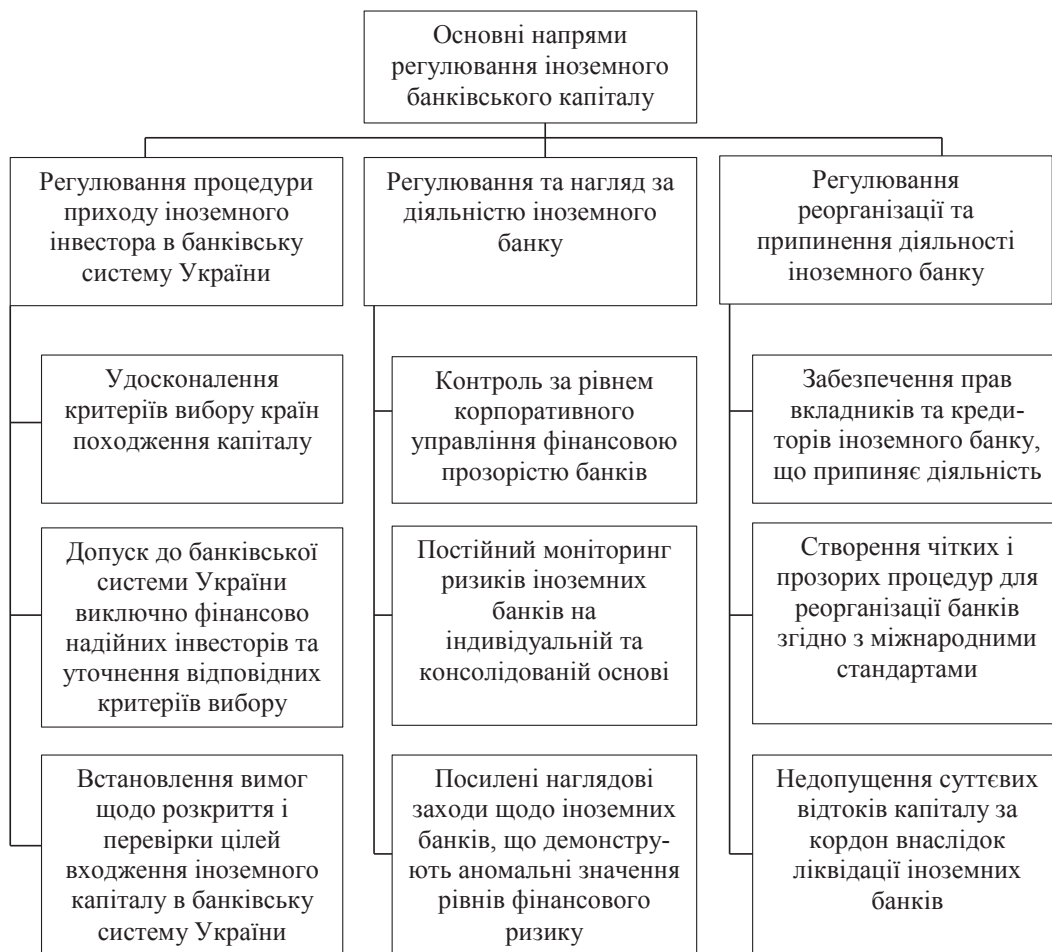 Основні напрями
регулювання іноземного
банківського капіталу
Регулювання процедури
приходу іноземного
інвестора в банківську
систему України
Регулювання та нагляд за
діяльністю іноземного
банку
Регулювання
реорганізації та
припинення діяльності
іноземного банку
Удосконалення
критеріїв вибору країн
походження капіталу
Контроль за рівнем
корпоративного
управління фінансовою
прозорістю банків
Забезпечення прав
вкладників та креди-
торів іноземного банку,
що припиняє діяльність
Допуск до банківської
системи України
виключно фінансово
надійних інвесторів та
уточнення відповідних
критеріїв вибору
Постійний моніторинг
ризиків іноземних
банків на
індивідуальній та
консолідованій основі
Створення чітких і
прозорих процедур для
реорганізації банків
згідно з міжнародними
стандартами
Встановлення вимог
щодо розкриття і
перевірки цілей
входження іноземного
капіталу в банківську
систему України
Посилені наглядові
заходи щодо іноземних
банків, що демонстру-
ють аномальні значення
рівнів фінансового
ризику
Недопущення суттєвих
відтоків капіталу за
кордон внаслідок
ліквідації іноземних
банків